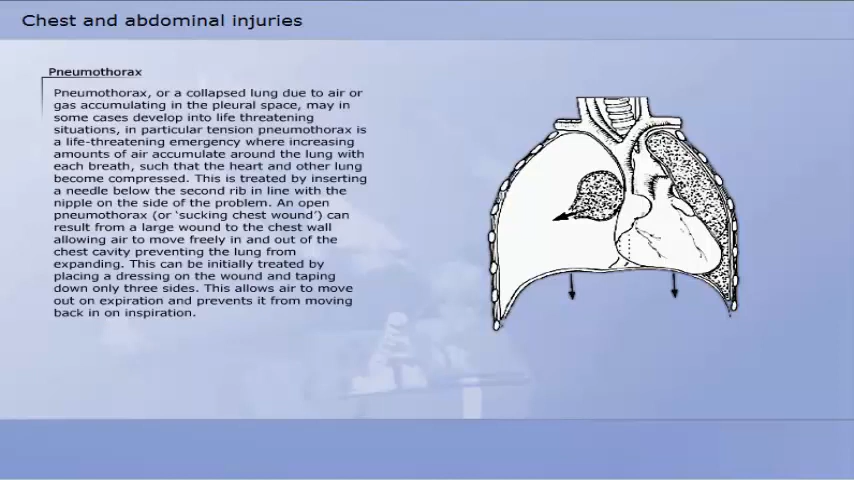 Chest and abdominal injuries
Pneumothorax
Pneumothorax, or a collapsed lung due to air or
gas accumulating in the pleural space, may in
some cases develop into life threatening
situations, in particular tension pneumothorax is
a life-threatening emergency where increasing
amounts of air accumulate around the lung with
each breath, such that the heart and other lung
become compressed. This is treated by inserting
a needle below the second rib in line with the
nipple on the side of the problem. An open
pneumothorax (or ‘sucking chest wound’) can
result from a large wound to the chest wall
allowing air to move freely in and out of the
chest cavity preventing the lung from
expanding. This can be initially treated by
placing a dressing on the wound and taping
down only three sides. This allows air to move
out on expiration and prevents it from moving
back in on inspiration.